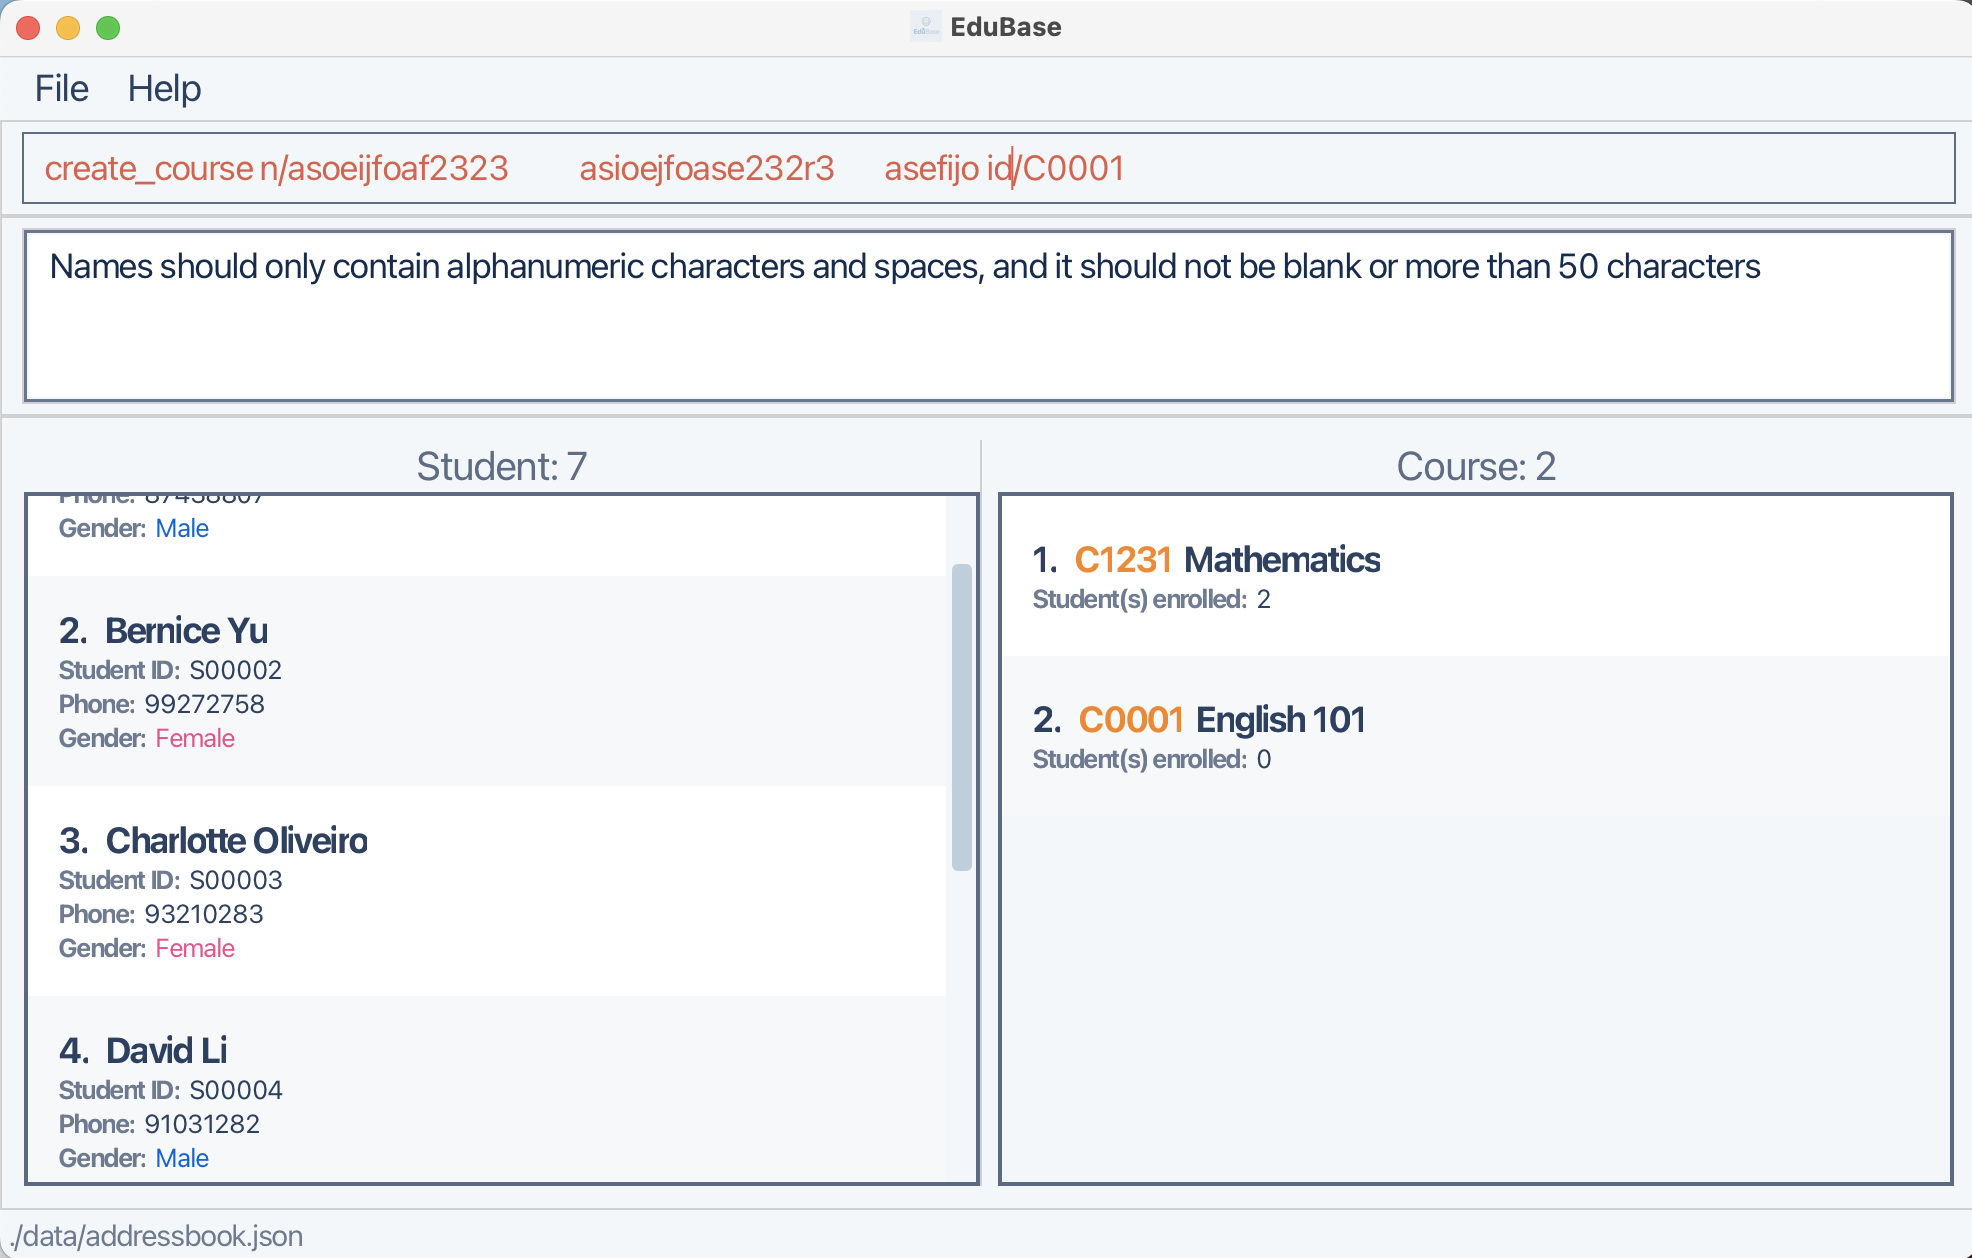 EduBase
File Help
create_course n/asoeijfoaf2323 asioejfoase232r3 asefijo id/C0001
Names should only contain alphanumeric characters and spaces, and it should not be blank or more than 50 characters
Student: 7
Gender: Male
2. Bernice Yu
Student ID: S00002
Phone: 99272758
Gender: Female
3. Charlotte Oliveiro
Student ID: S00003
Phone: 93210283
Gender: Female
4. David Li
Student ID: S00004
Phone: 91031282
Gender: Male
Course: 2
1. C1231 Mathematics
Student(s) enrolled: 2
2. C0001 English 101
Student(s) enrolled: 0
./data/addressbook.json